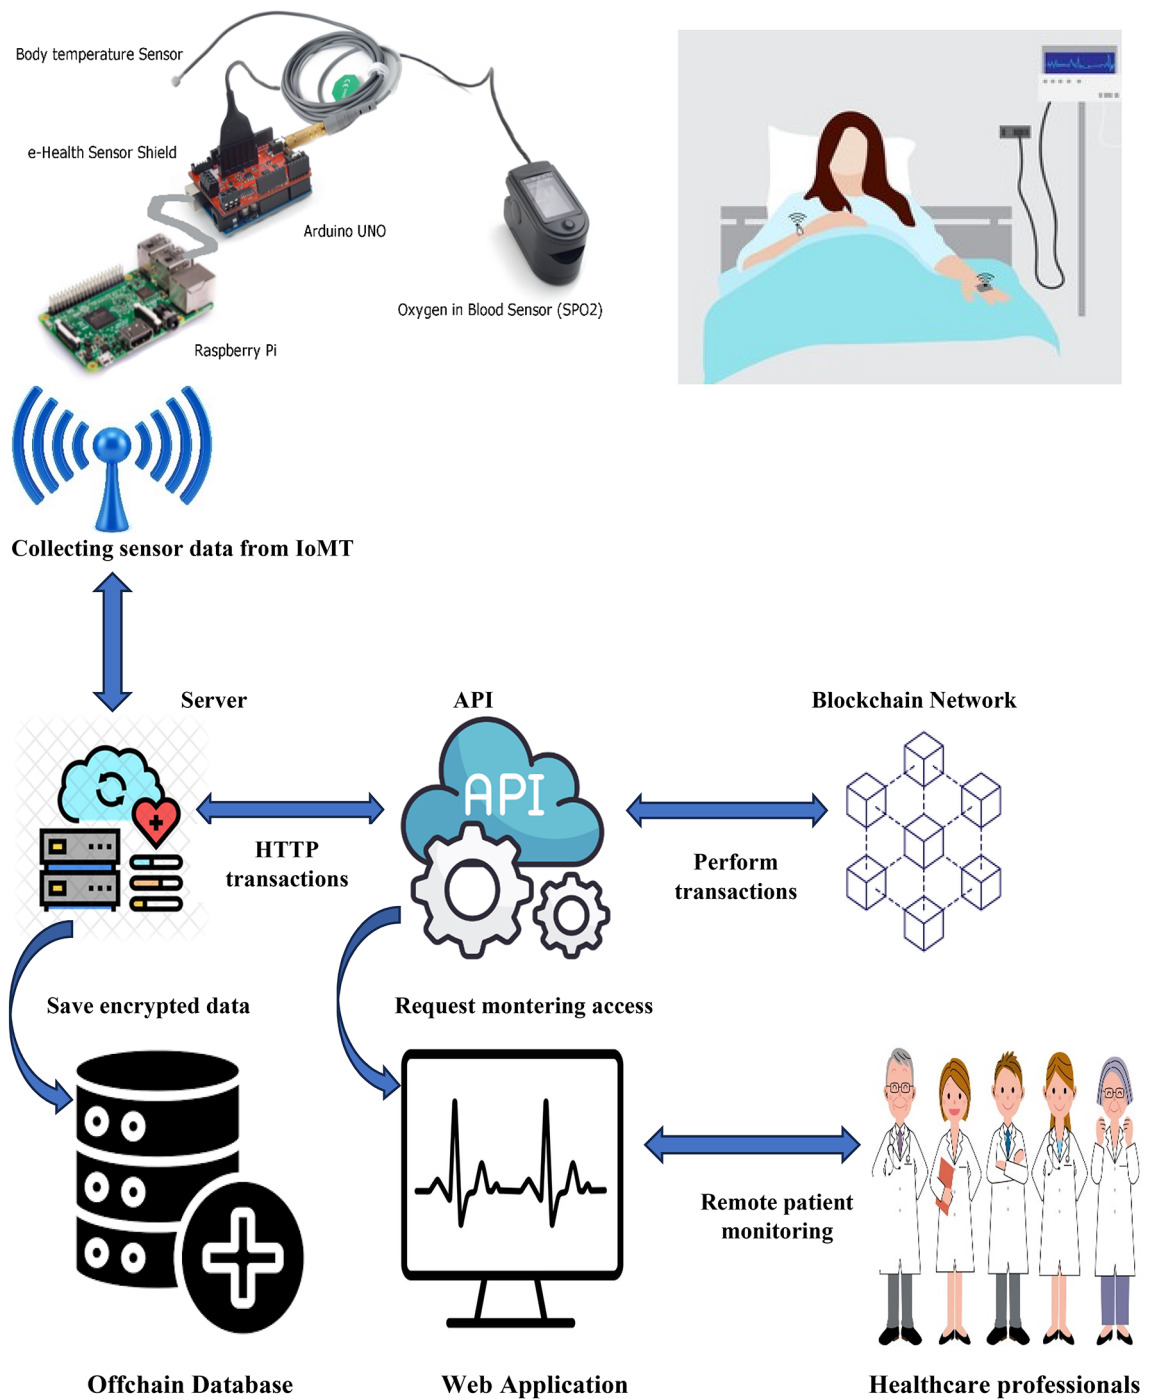 Body temperature Sensor
e-Health Sensor Shield
Arduino UNO
Oxygen in Blood Sensor (SPO2)
Raspberry Pi
Collecting sensor data from IoMT
Server
API
Blockchain Network
API
HTTP
transactions
Perform
transactions
Save encrypted data
Request montering access
Remote patient
monitoring
Offchain Database
Web Application
Healthcare professionals